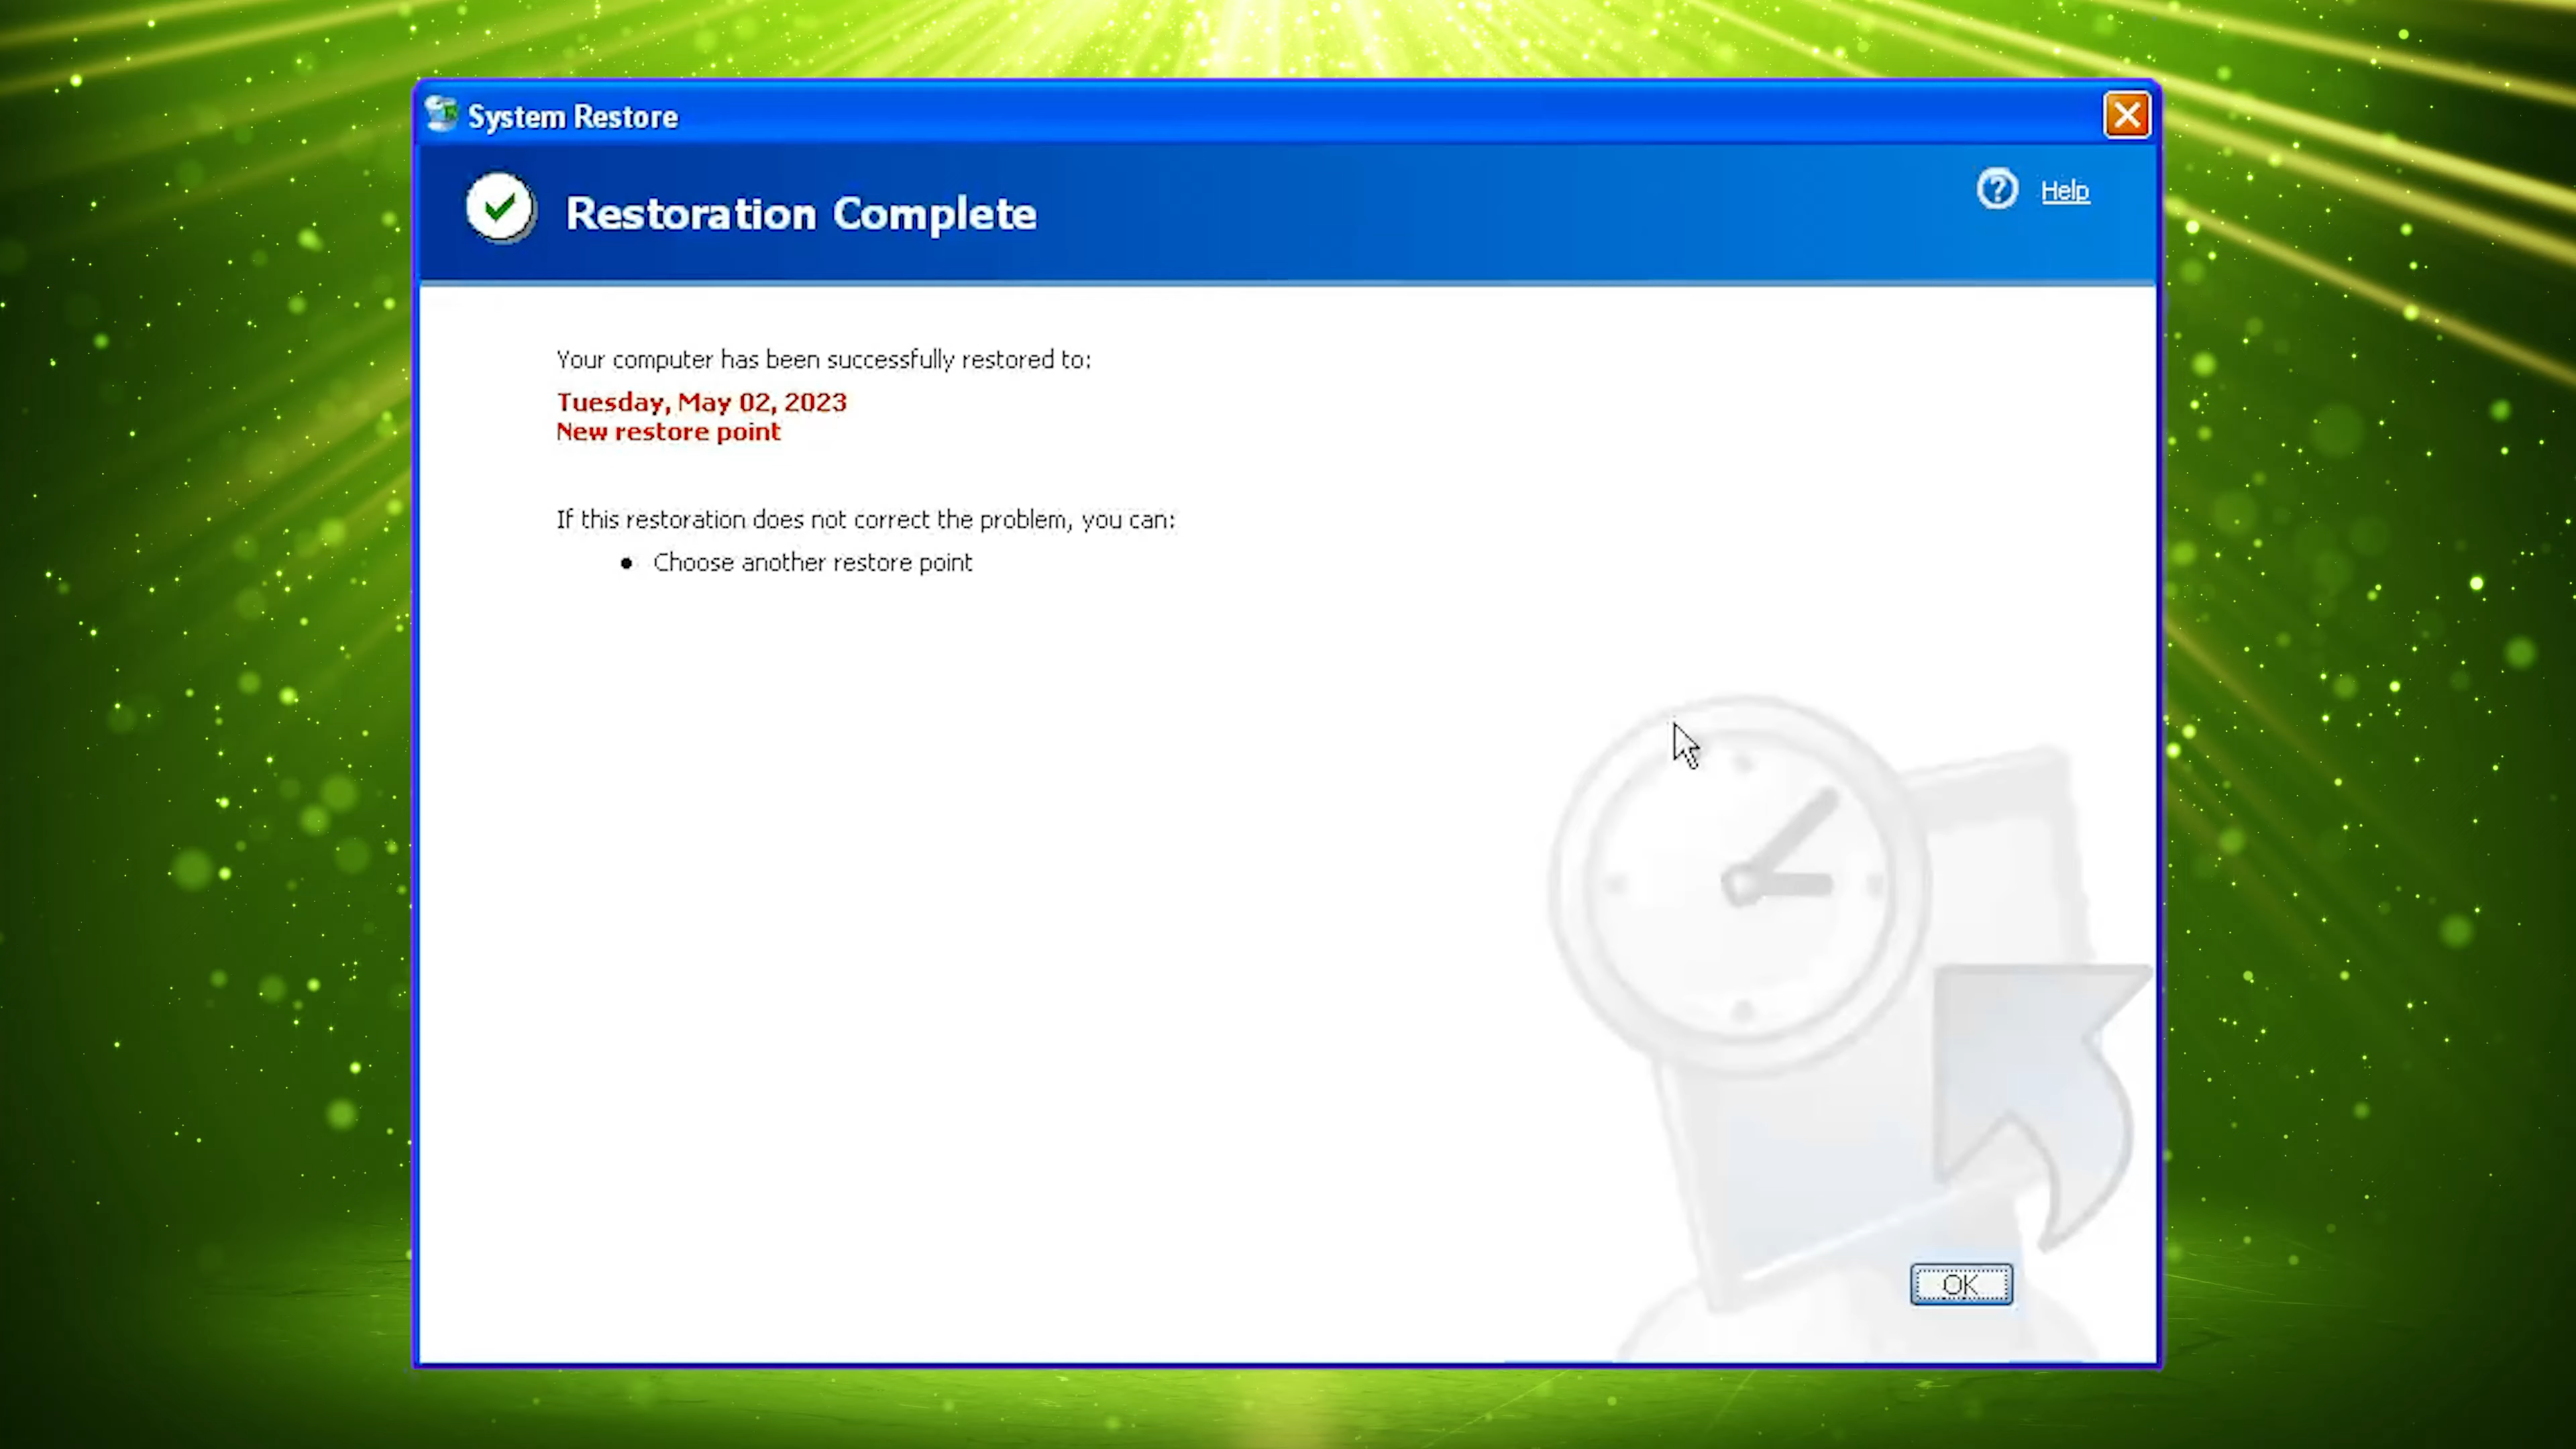 System Restore
Restoration Complete
Help
Your computer has been successfully restored to:
Tuesday, May 02, 2023
New restore point
If this restoration does not correct the problem, you can:
• Choose another restore point
OK